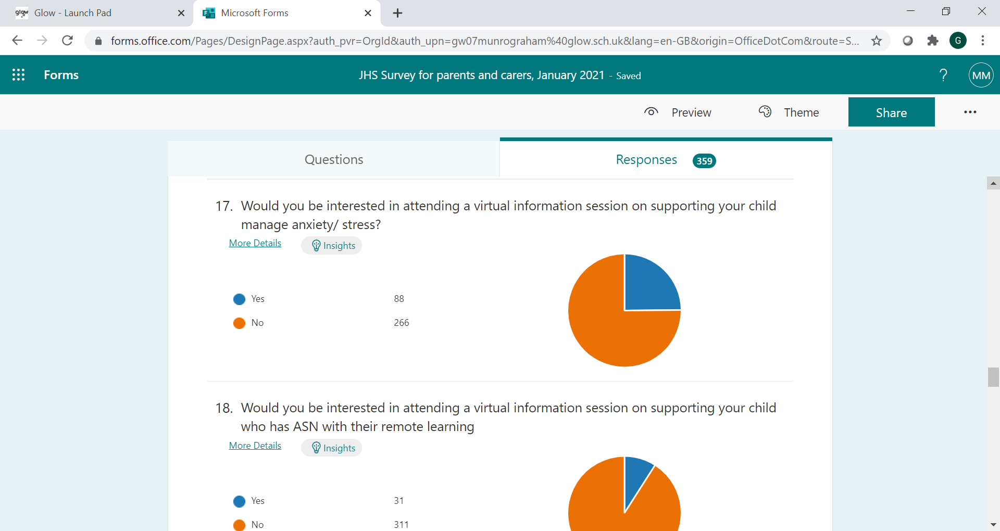 glow Glow - Launch Pad
Microsoft Forms
forms.office.com/Pages/DesignPage.aspx?auth_pvr=OrgId&auth_upn=gw07munrograham%40glow.sch.uk&lang=en-GB&origin=OfficeDotCom&route=S...
G
Forms
JHS Survey for parents and carers, January 2021 - Saved
? MM
Preview
Theme
Share
Questions
Responses 359
17. Would you be interested in attending a virtual information session on supporting your child
manage anxiety/ stress?
More Details
Insights
Yes 88
No 266
18. Would you be interested in attending a virtual information session on supporting your child
who has ASN with their remote learning
More Details
Insights
Yes 31
No 311